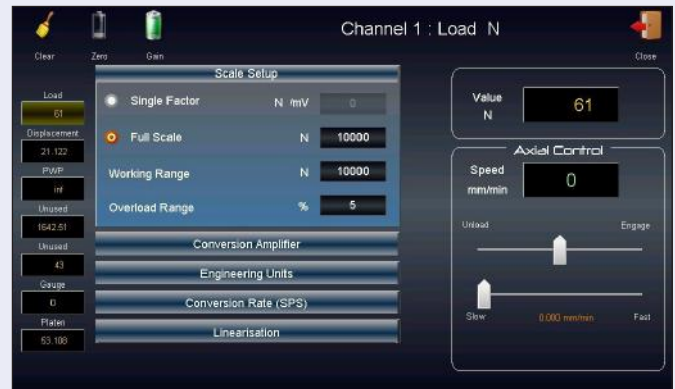 Channel 1 : Load N
Clear
Zero
Gain
Close
Load
61
Displacement
21.122
PWP
inf
Unused
1642.51
Unused
43
Gauge
0
Platen
53.108
Scale Setup
Single Factor N /mV 0
Full Scale N 10000
Working Range N 10000
Overload Range % 5
Conversion Amplifier
Engineering Units
Conversion Rate (SPS)
Linearisation
Value
N
61
Axial Control
Speed
mm/min
0
Unload Engage
Slow 0.000 mm/min Fast